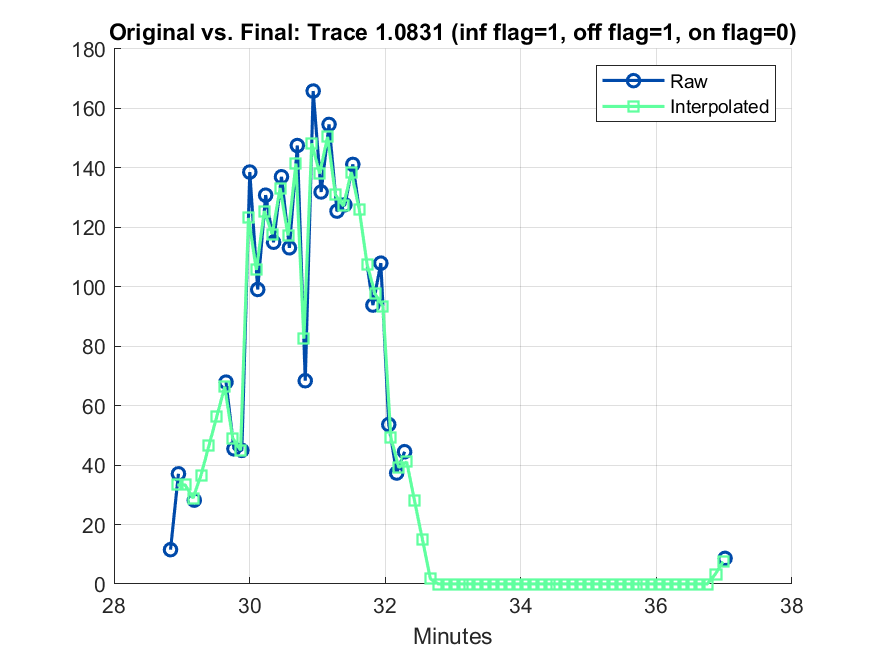 Original vs. Final: Trace 1.0831 (inf flag=1, off flag=1, on flag=0)
180
160
140
120
100
80
60
40
20
0
Raw
Interpolated
28 30 32 34 36 38
Minutes